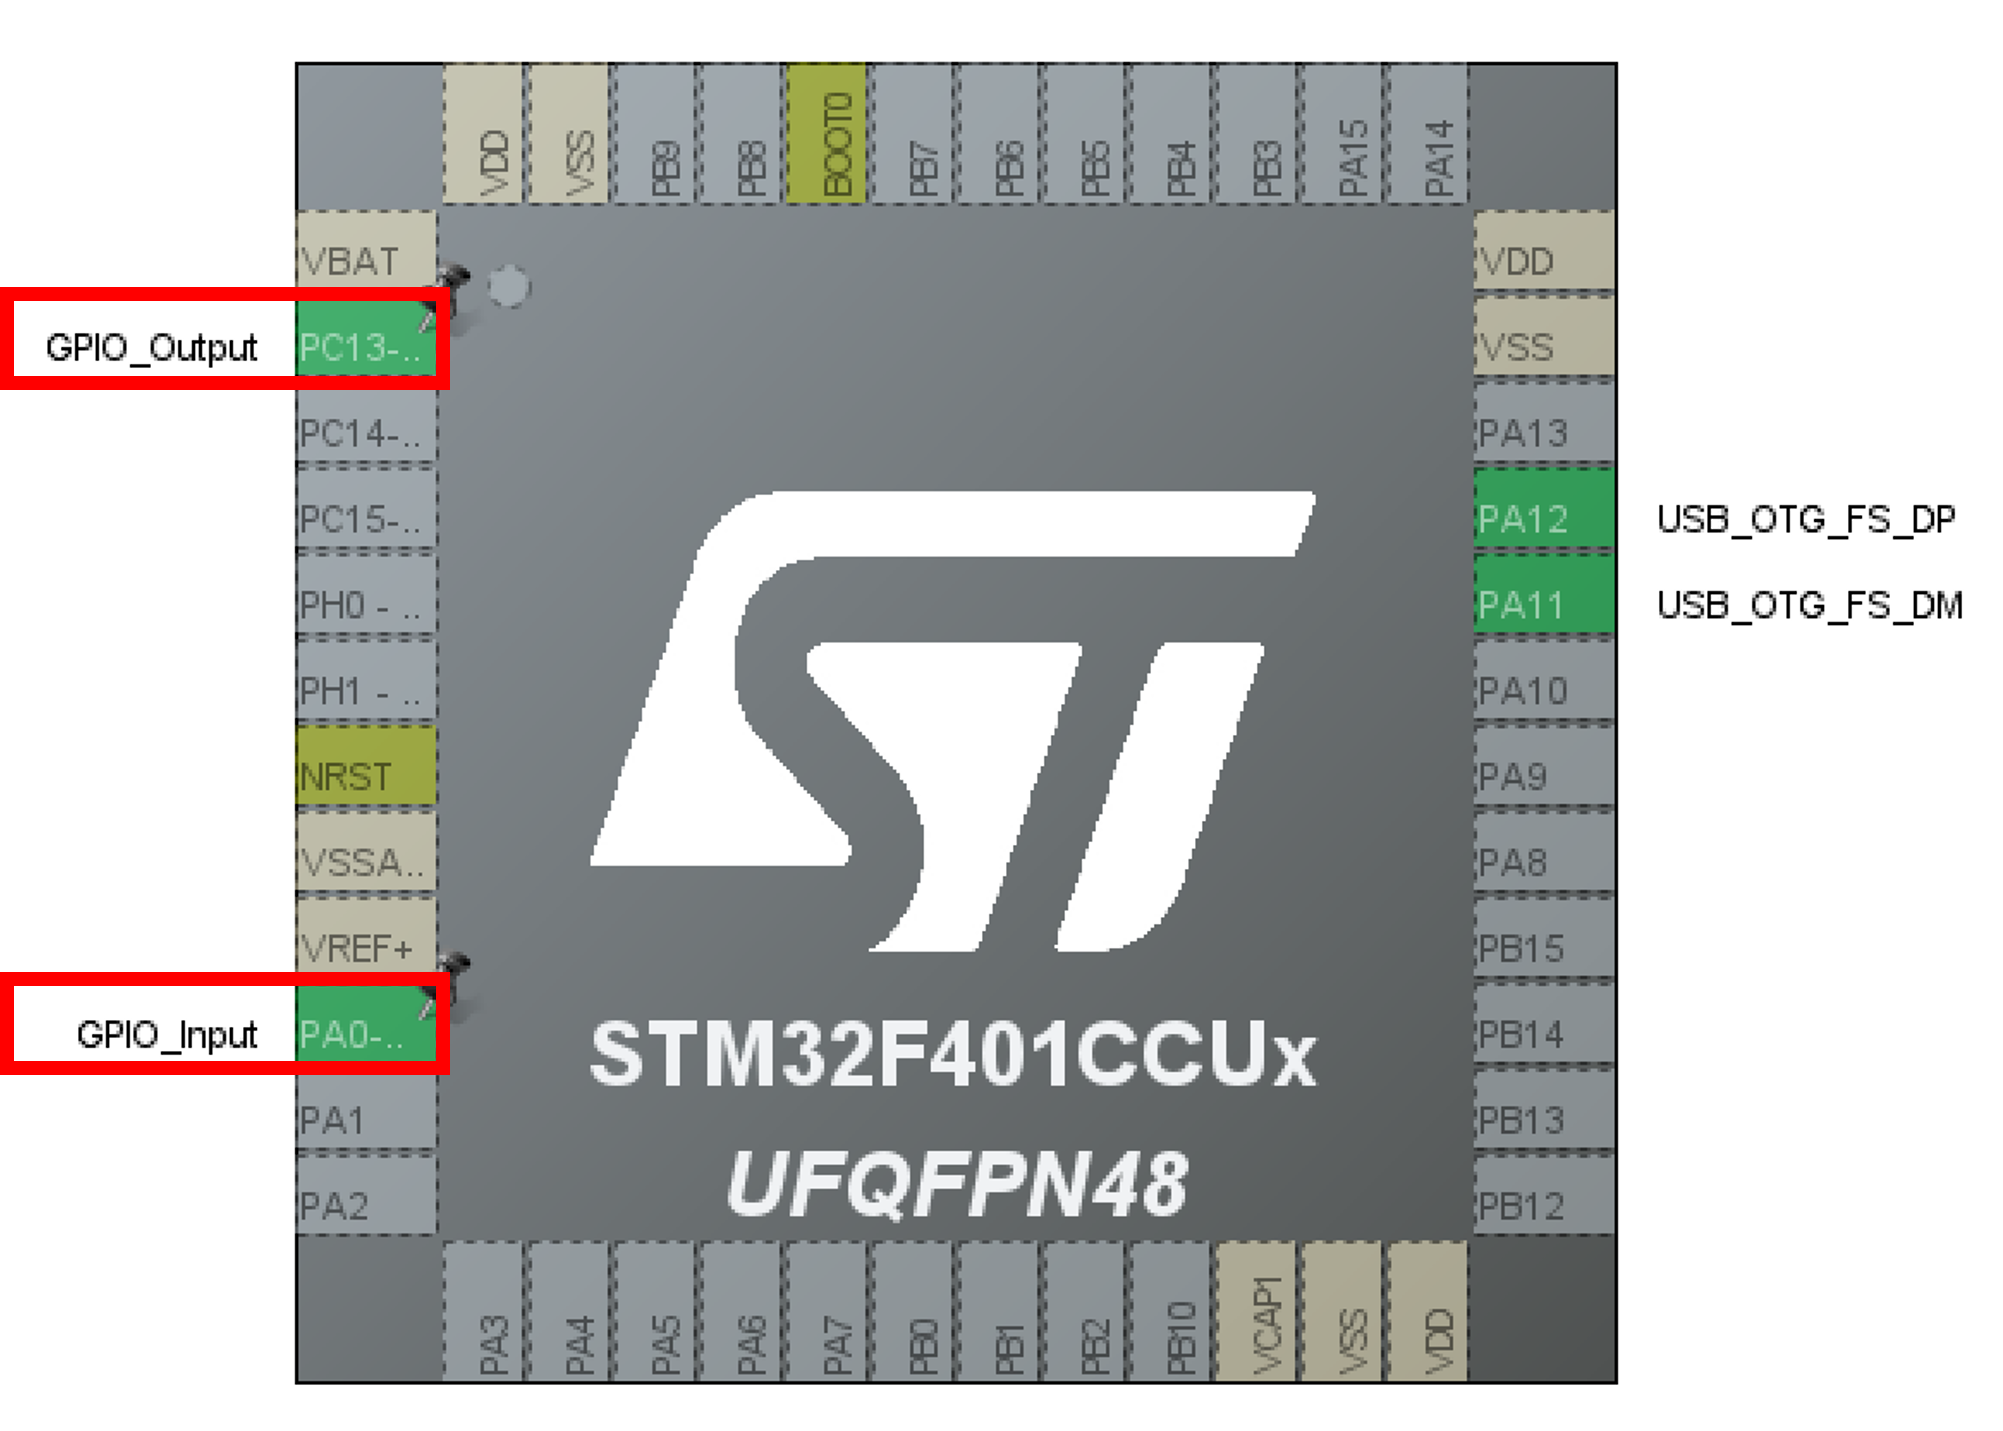 VDD
VSS
PB9
PB8
BOOT0
PB7
PB6
PB5
PB4
PB3
PA15
PA14
VBAT
GPIO_Output PC13-..
PC14-..
PC15-..
PH0 - ..
PH1 - ..
NRST
VSSA..
VREF+
GPIO_Input PA0-..
PA1
PA2
ST
STM32F401CCUx
UFQFPN48
VDD
VSS
PA13
PA12 USB_OTG_FS_DP
PA11 USB_OTG_FS_DM
PA10
PA9
PA8
PB15
PB14
PB13
PB12
PA3
PA4
PA5
PA6
PA7
PB0
PB1
PB2
PB10
VCAP1
VSS
VDD